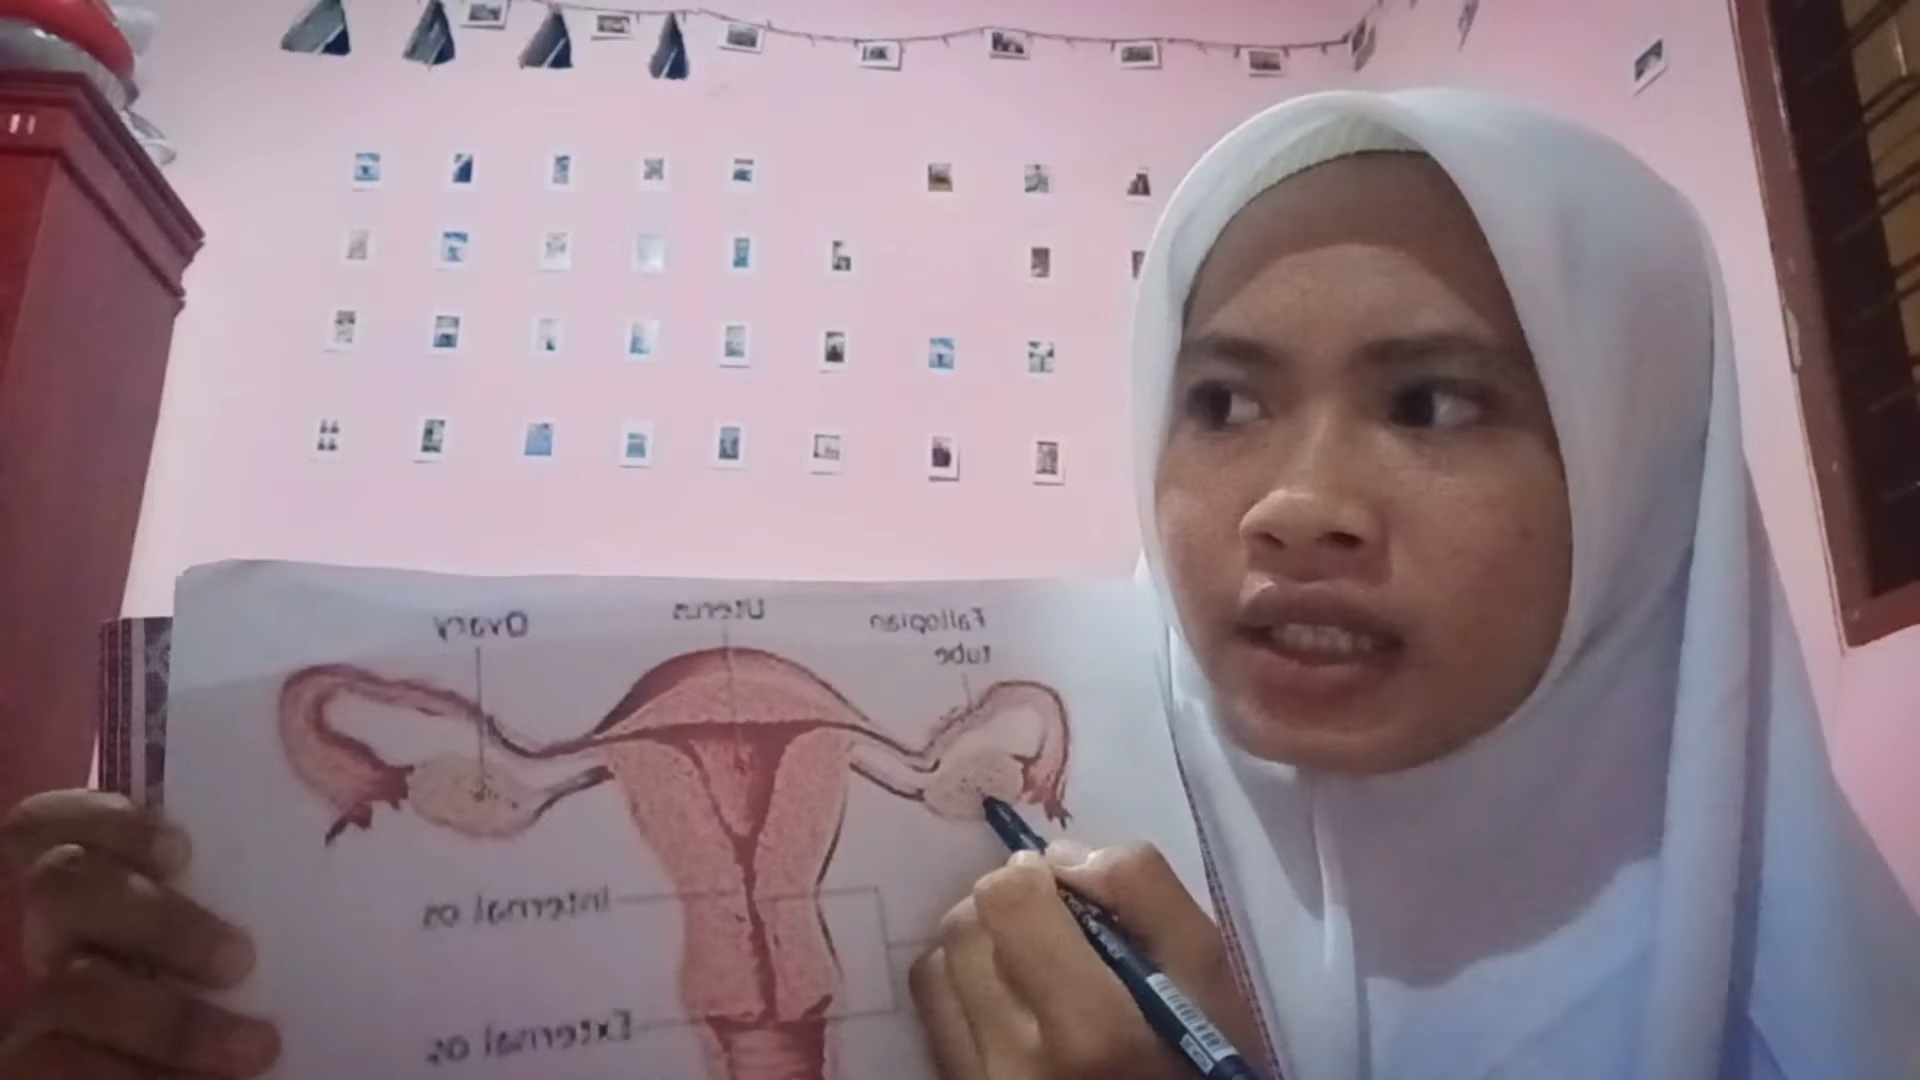 Ovary
Uterus
Fallopian
tube
Internal os
External os